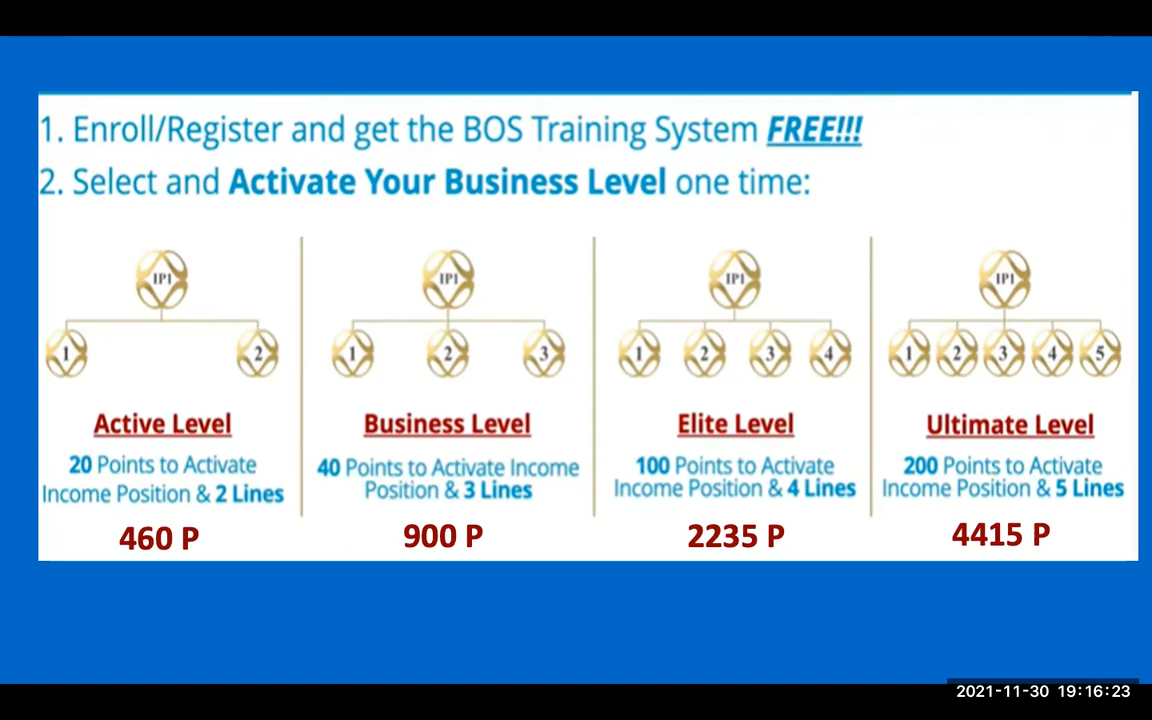 1. Enroll/Register and get the BOS Training System FREE!!!
2. Select and Activate Your Business Level one time:
IP1
1 2
Active Level
20 Points to Activate
Income Position & 2 Lines
460 P
IP1
1 2 3
Business Level
40 Points to Activate Income
Position & 3 Lines
900 P
IP1
1 2 3 4
Elite Level
100 Points to Activate
Income Position & 4 Lines
2235 P
IP1
1 2 3 4 5
Ultimate Level
200 Points to Activate
Income Position & 5 Lines
4415 P
2021-11-30 19:16:23